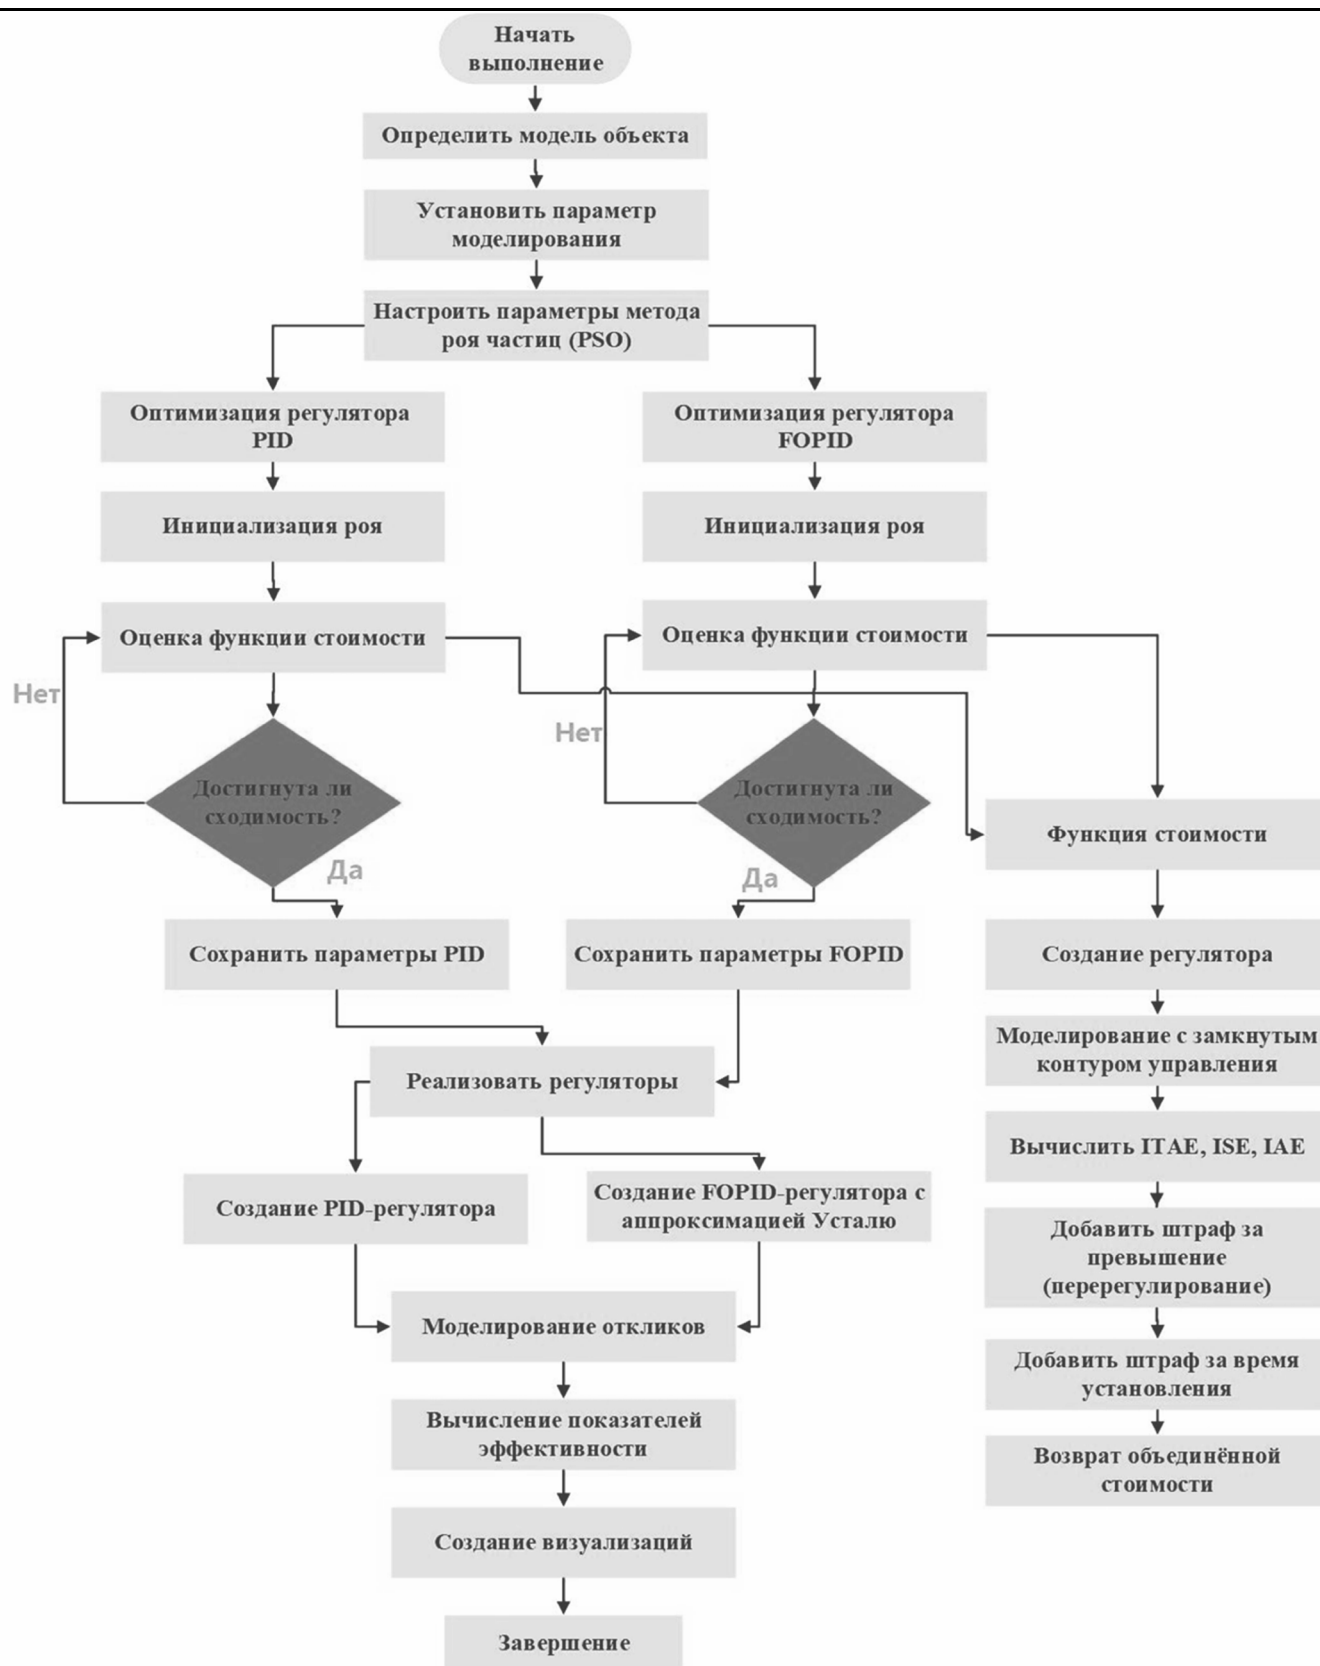 Начать
выполнение
Определить модель объекта
Установить параметр
моделирования
Настроить параметры метода
роя частиц (PSO)
Оптимизация регулятора
PID
Оптимизация регулятора
FOPID
Инициализация роя
Инициализация роя
Оценка функции стоимости
Оценка функции стоимости
Нет
Нет
Достигнута ли
сходимость?
Достигнута ли
сходимость?
Функция стоимости
Да
Да
Сохранить параметры PID
Сохранить параметры FOPID
Создание регулятора
Моделирование с замкнутым
контуром управления
Реализовать регуляторы
Вычислить ITAE, ISE, IAE
Создание PID-регулятора
Создание FOPID-регулятора с
аппроксимацией Усталю
Добавить штраф за
превышение
(перерегулирование)
Моделирование откликов
Добавить штраф за время
установления
Вычисление показателей
эффективности
Возврат объединённой
стоимости
Создание визуализаций
Завершение